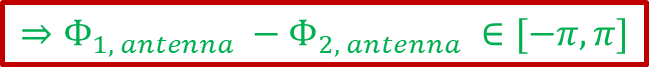 ⇒ Φ₁, antenna − Φ₂, antenna ∈ [−π, π]